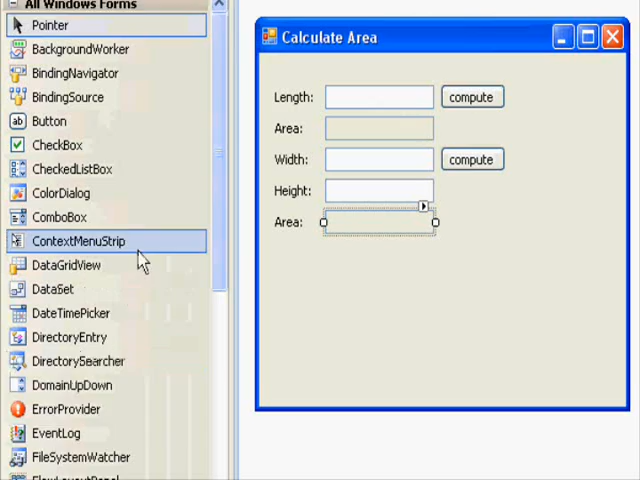 All Windows Forms
Pointer
BackgroundWorker
BindingNavigator
BindingSource
Button
CheckBox
CheckedListBox
ColorDialog
ComboBox
ContextMenuStrip
DataGridView
DataSet
DateTimePicker
DirectoryEntry
DirectorySearcher
DomainUpDown
ErrorProvider
EventLog
FileSystemWatcher
FlowLayoutPanel
Calculate Area
Length: compute
Area:
Width: compute
Height:
Area: